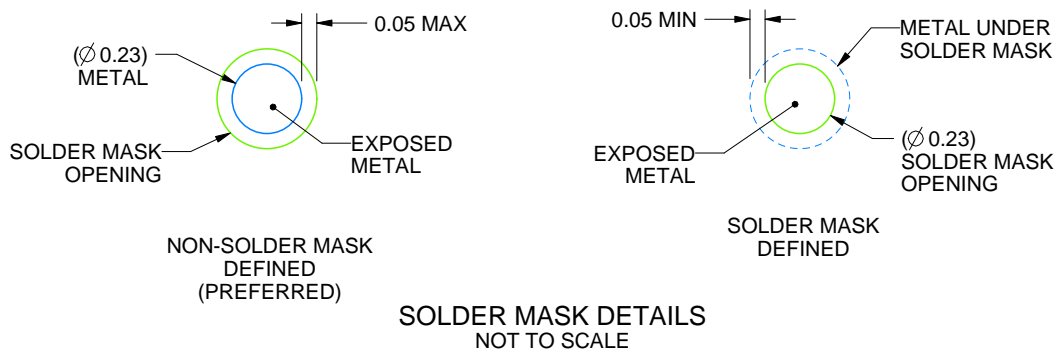 0.05 MAX
(∅ 0.23)
METAL
SOLDER MASK
OPENING
EXPOSED
METAL
NON-SOLDER MASK
DEFINED
(PREFERRED)
0.05 MIN
METAL UNDER
SOLDER MASK
EXPOSED
METAL
(∅ 0.23)
SOLDER MASK
OPENING
SOLDER MASK
DEFINED
SOLDER MASK DETAILS
NOT TO SCALE